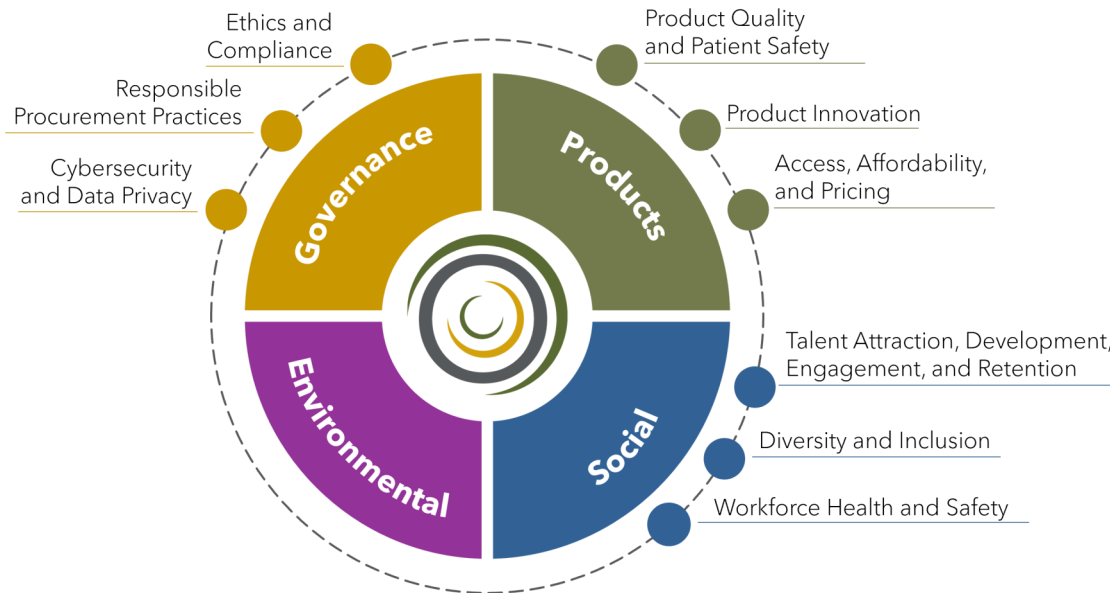 Ethics and
Compliance
Responsible
Procurement Practices
Cybersecurity
and Data Privacy
Product Quality
and Patient Safety
Product Innovation
Access, Affordability,
and Pricing
Governance
Products
Environmental
Social
Talent Attraction, Development,
Engagement, and Retention
Diversity and Inclusion
Workforce Health and Safety